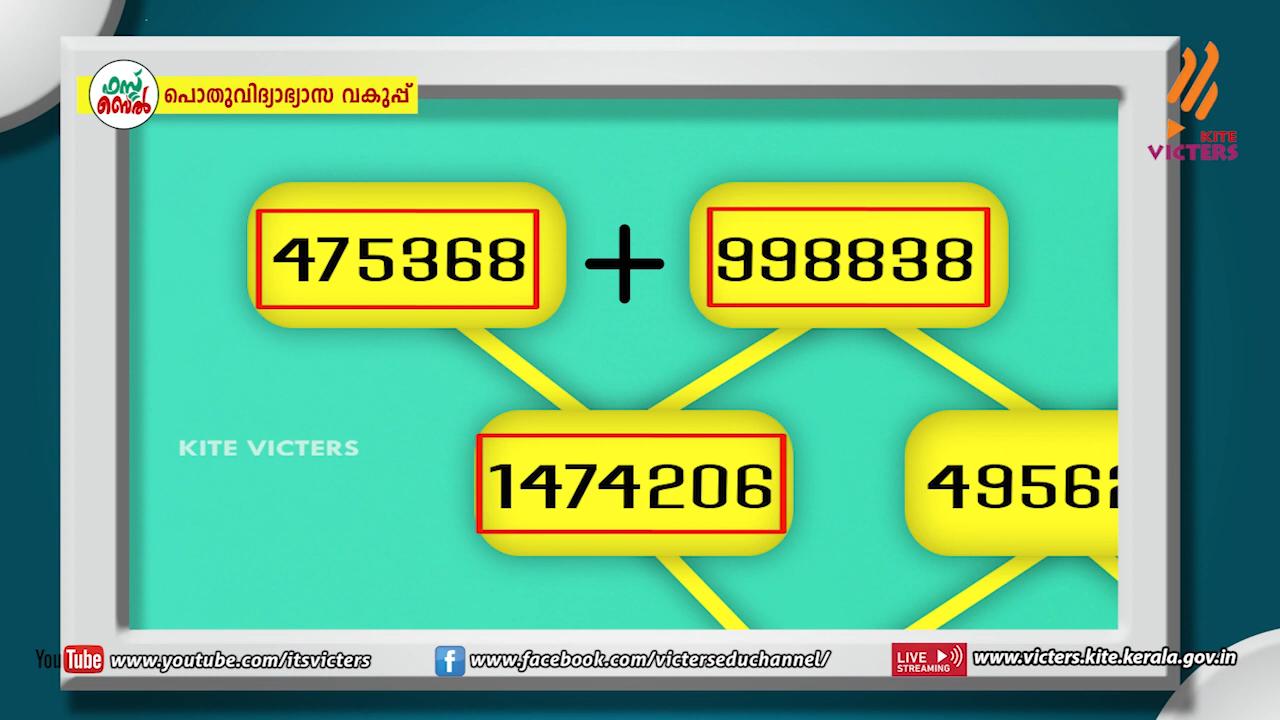 ഫസ്റ്റ്
ബെൽ
പൊതുവിദ്യാഭ്യാസ വകുപ്പ്
KITE
VICTERS
475368 + 998838
KITE VICTERS
1474206 4956
YouTube www.youtube.com/itsvicters
f www.facebook.com/victerseduchannel/
LIVE
STREAMING
www.victers.kite.kerala.gov.in